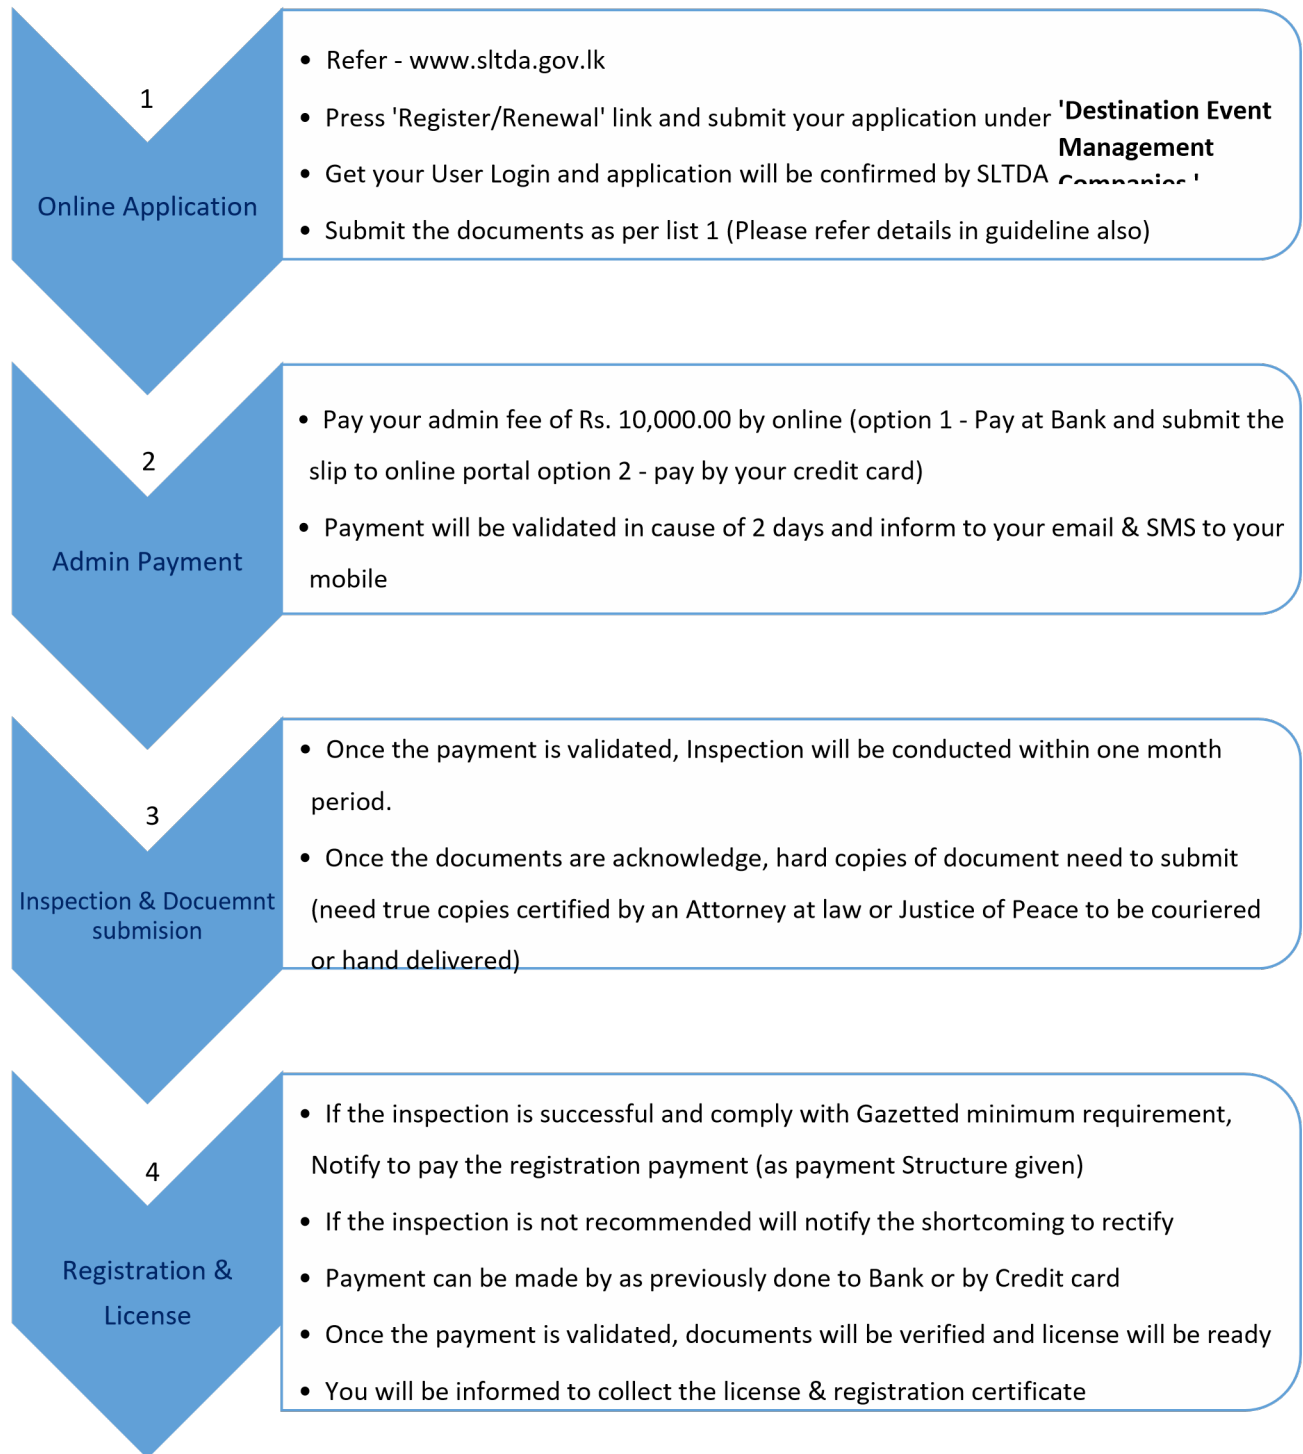 1
Online Application
• Refer - www.sltda.gov.lk
• Press 'Register/Renewal' link and submit your application under 'Destination Event
Management
Companies '
• Get your User Login and application will be confirmed by SLTDA
• Submit the documents as per list 1 (Please refer details in guideline also)
2
Admin Payment
• Pay your admin fee of Rs. 10,000.00 by online (option 1 - Pay at Bank and submit the
slip to online portal option 2 - pay by your credit card)
• Payment will be validated in cause of 2 days and inform to your email & SMS to your
mobile
3
Inspection & Docuemnt
submision
• Once the payment is validated, Inspection will be conducted within one month
period.
• Once the documents are acknowledge, hard copies of document need to submit
(need true copies certified by an Attorney at law or Justice of Peace to be couriered
or hand delivered)
4
Registration &
License
• If the inspection is successful and comply with Gazetted minimum requirement,
Notify to pay the registration payment (as payment Structure given)
• If the inspection is not recommended will notify the shortcoming to rectify
• Payment can be made by as previously done to Bank or by Credit card
• Once the payment is validated, documents will be verified and license will be ready
• You will be informed to collect the license & registration certificate